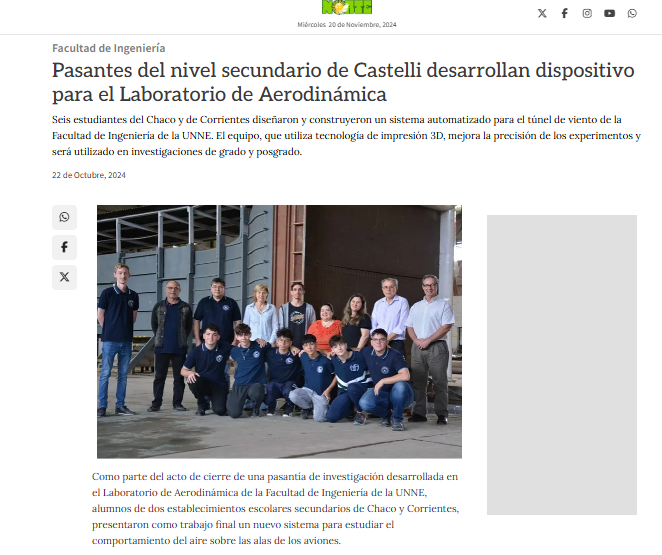 NORTE
Miércoles 20 de Noviembre, 2024
Facultad de Ingeniería
Pasantes del nivel secundario de Castelli desarrollan dispositivo
para el Laboratorio de Aerodinámica
Seis estudiantes del Chaco y de Corrientes diseñaron y construyeron un sistema automatizado para el túnel de viento de la
Facultad de Ingeniería de la UNNE. El equipo, que utiliza tecnología de impresión 3D, mejora la precisión de los experimentos y
será utilizado en investigaciones de grado y posgrado.
22 de Octubre, 2024
Como parte del acto de cierre de una pasantía de investigación desarrollada en
el Laboratorio de Aerodinámica de la Facultad de Ingeniería de la UNNE,
alumnos de dos establecimientos escolares secundarios de Chaco y Corrientes,
presentaron como trabajo final un nuevo sistema para estudiar el
comportamiento del aire sobre las alas de los aviones.